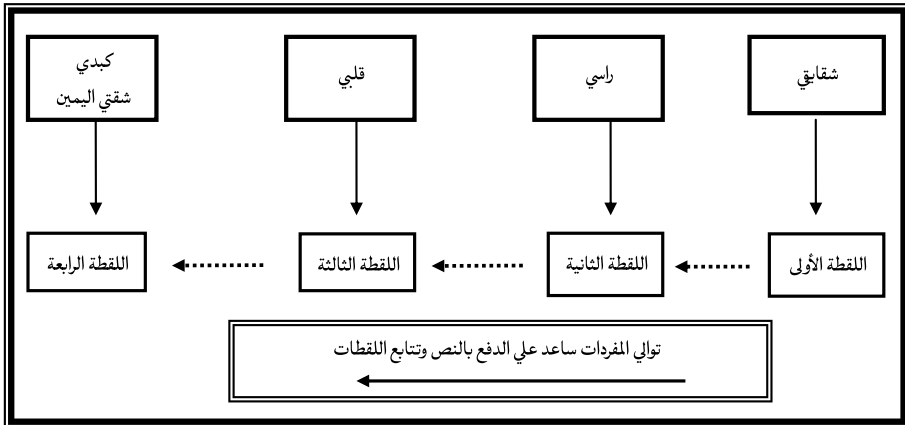 شقايقي
راسي
قلبي
كبدي
شقتي اليمين
اللقطة الأولى
اللقطة الثانية
اللقطة الثالثة
اللقطة الرابعة
توالي المفردات ساعد علي الدفع بالنص وتتابع اللقطات